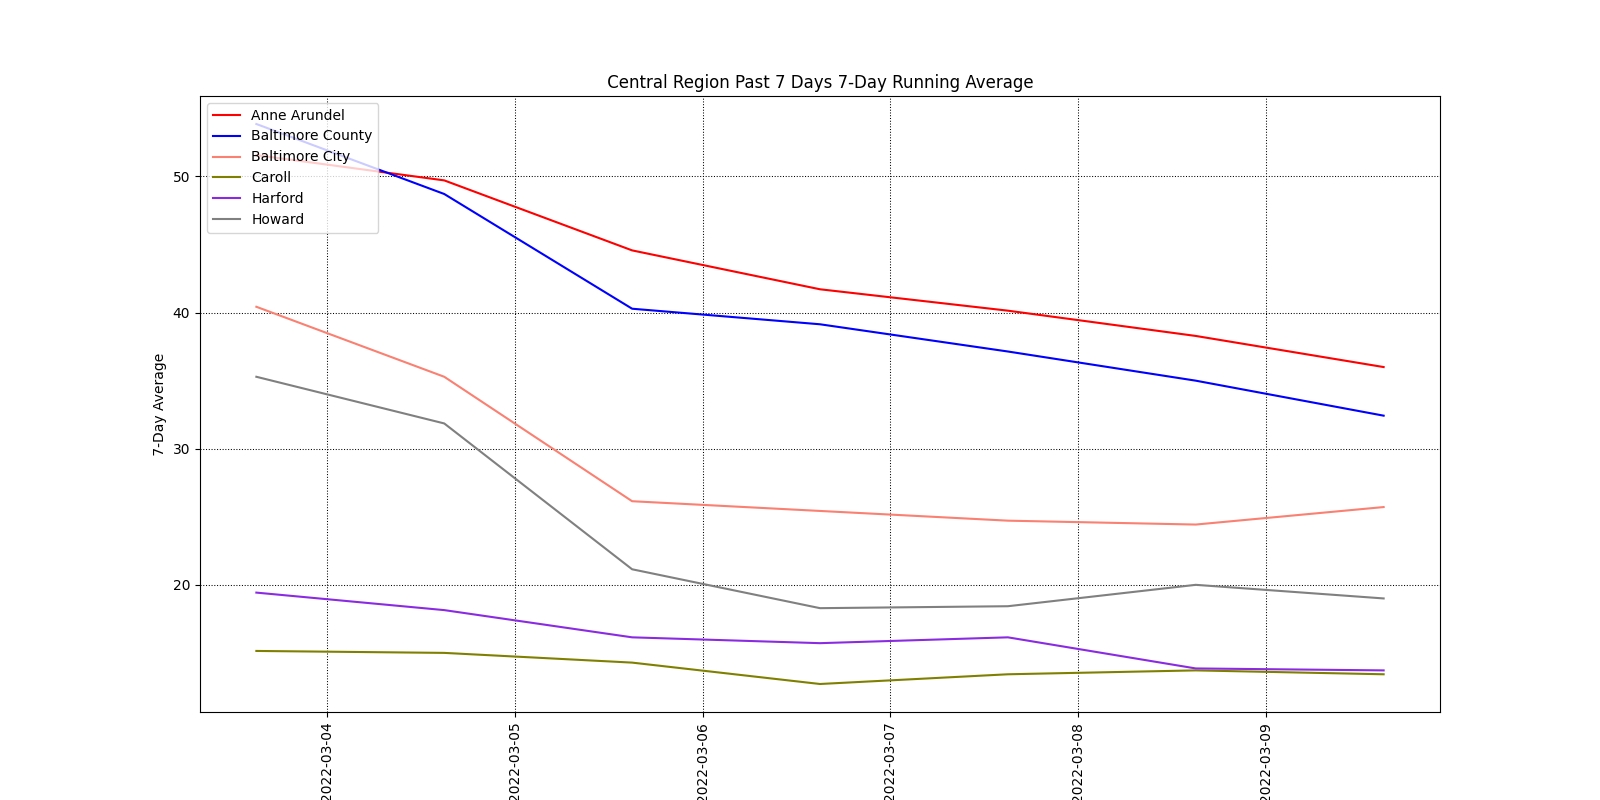 Central Region Past 7 Days 7-Day Running Average
Anne Arundel
Baltimore County
Baltimore City
Caroll
Harford
Howard
7-Day Average
50
40
30
20
2022-03-04
2022-03-05
2022-03-06
2022-03-07
2022-03-08
2022-03-09